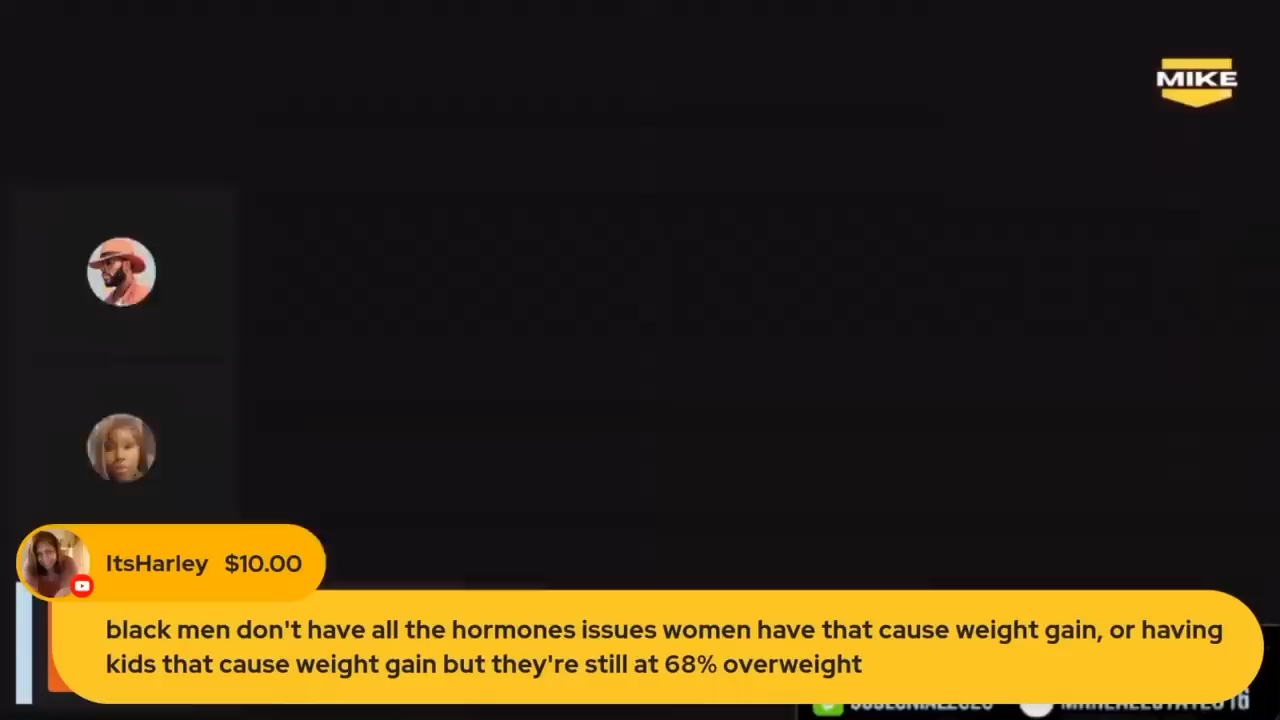 MIKE
ItsHarley $10.00
black men don't have all the hormones issues women have that cause weight gain, or having
kids that cause weight gain but they're still at 68% overweight